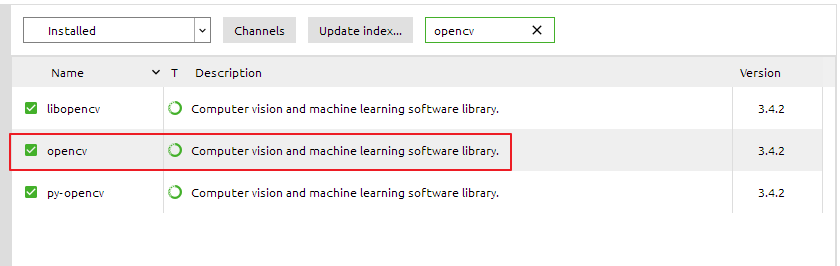 Installed Channels Update index... opencv
Name T Description Version
libopencv Computer vision and machine learning software library. 3.4.2
opencv Computer vision and machine learning software library. 3.4.2
py-opencv Computer vision and machine learning software library. 3.4.2